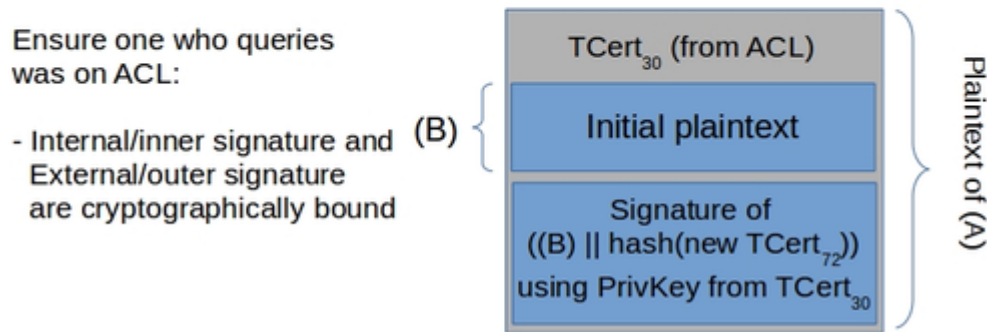 Ensure one who queries
was on ACL:
- Internal/inner signature and
External/outer signature
are cryptographically bound
(B)
TCert30 (from ACL)
Initial plaintext
Signature of
((B) || hash(new TCert72))
using PrivKey from TCert30
Plaintext of (A)